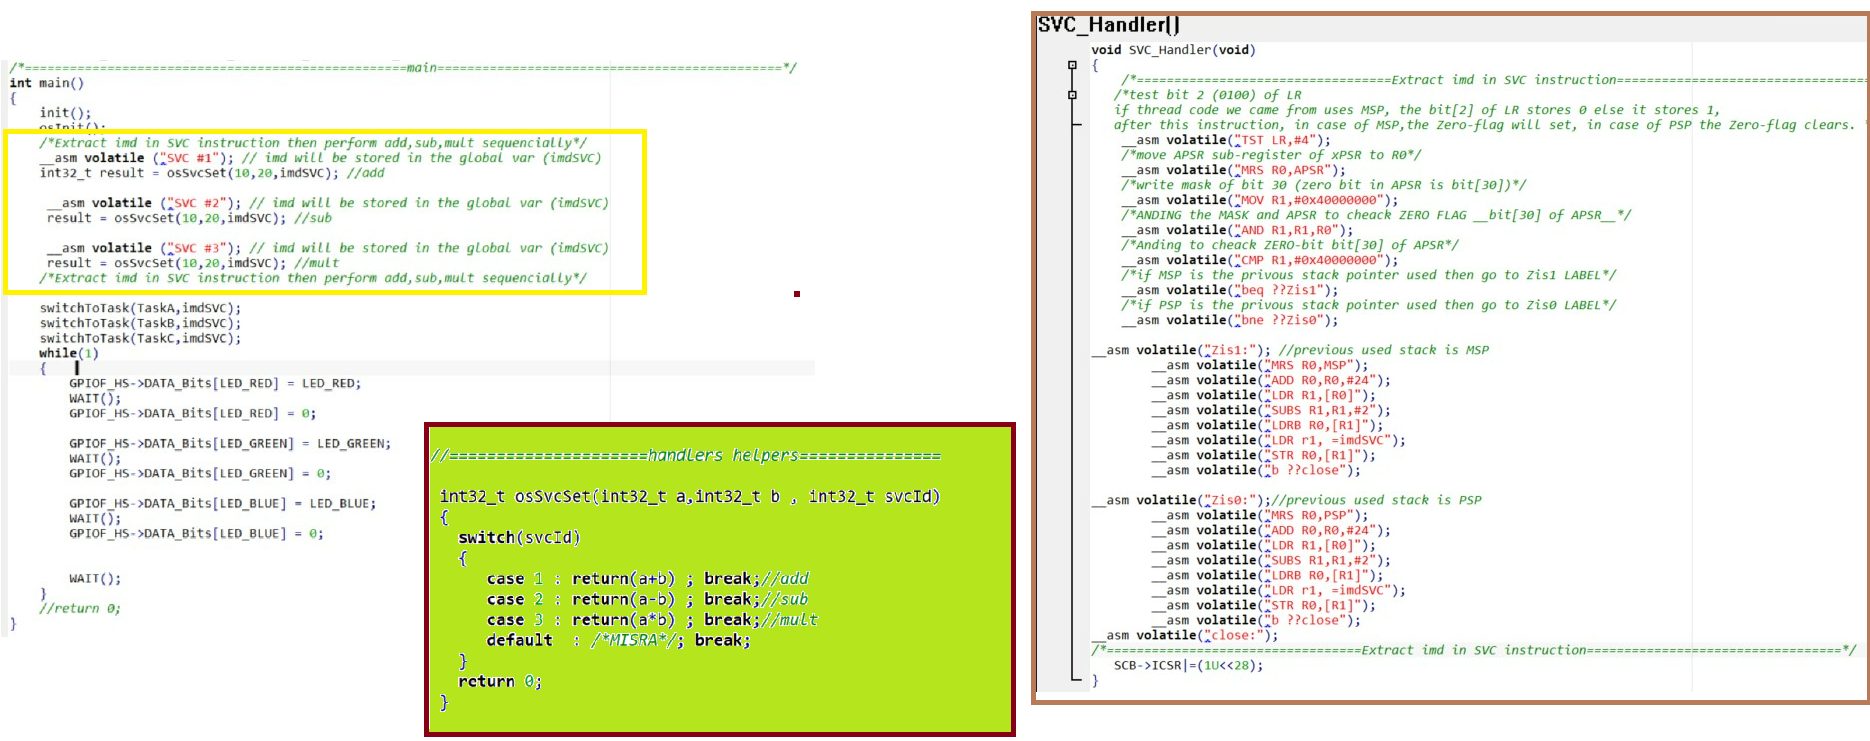 /*===================================================main==============================================*/
int main()
{
init();
osInit();
/*Extract imd in SVC instruction then perform add,sub,mult sequencially*/
__asm volatile ("SVC #1"); // imd will be stored in the global var (imdSVC)
int32_t result = osSvcSet(10,20,imdSVC); //add
__asm volatile ("SVC #2"); // imd will be stored in the global var (imdSVC)
result = osSvcSet(10,20,imdSVC); //sub
__asm volatile ("SVC #3"); // imd will be stored in the global var (imdSVC)
result = osSvcSet(10,20,imdSVC); //mult
/*Extract imd in SVC instruction then perform add,sub,mult sequencially*/
switchToTask(TaskA,imdSVC);
switchToTask(TaskB,imdSVC);
switchToTask(TaskC,imdSVC);
while(1)
{
GPIOF_HS->DATA_Bits[LED_RED] = LED_RED;
WAIT();
GPIOF_HS->DATA_Bits[LED_RED] = 0;
GPIOF_HS->DATA_Bits[LED_GREEN] = LED_GREEN;
WAIT();
GPIOF_HS->DATA_Bits[LED_GREEN] = 0;
GPIOF_HS->DATA_Bits[LED_BLUE] = LED_BLUE;
WAIT();
GPIOF_HS->DATA_Bits[LED_BLUE] = 0;
WAIT();
}
//return 0;
}
//======================handlers helpers===============
int32_t osSvcSet(int32_t a,int32_t b , int32_t svcId)
{
switch(svcId)
{
case 1 : return(a+b) ; break;//add
case 2 : return(a-b) ; break;//sub
case 3 : return(a*b) ; break;//mult
default : /*MISRA*/; break;
}
return 0;
}
SVC_Handler()
void SVC_Handler(void)
{
/*==================================Extract imd in SVC instruction==================================
/*test bit 2 (0100) of LR
if thread code we came from uses MSP, the bit[2] of LR stores 0 else it stores 1,
after this instruction, in case of MSP,the Zero-flag will set, in case of PSP the Zero-flag clears.
__asm volatile("TST LR,#4");
/*move APSR sub-register of xPSR to R0*/
__asm volatile("MRS R0,APSR");
/*write mask of bit 30 (zero bit in APSR is bit[30])*/
__asm volatile("MOV R1,#0x40000000");
/*ANDING the MASK and APSR to cheack ZERO FLAG __bit[30] of APSR__*/
__asm volatile("AND R1,R1,R0");
/*Anding to cheack ZERO-bit bit[30] of APSR*/
__asm volatile("CMP R1,#0x40000000");
/*if MSP is the privous stack pointer used then go to Zis1 LABEL*/
__asm volatile("beq ??Zis1");
/*if PSP is the privous stack pointer used then go to Zis0 LABEL*/
__asm volatile("bne ??Zis0");
__asm volatile("Zis1:"); //previous used stack is MSP
__asm volatile("MRS R0,MSP");
__asm volatile("ADD R0,R0,#24");
__asm volatile("LDR R1,[R0]");
__asm volatile("SUBS R1,R1,#2");
__asm volatile("LDRB R0,[R1]");
__asm volatile("LDR r1, =imdSVC");
__asm volatile("STR R0,[R1]");
__asm volatile("b ??close");
__asm volatile("Zis0:");//previous used stack is PSP
__asm volatile("MRS R0,PSP");
__asm volatile("ADD R0,R0,#24");
__asm volatile("LDR R1,[R0]");
__asm volatile("SUBS R1,R1,#2");
__asm volatile("LDRB R0,[R1]");
__asm volatile("LDR r1, =imdSVC");
__asm volatile("STR R0,[R1]");
__asm volatile("b ??close");
__asm volatile("close:");
/*==================================Extract imd in SVC instruction==================================*/
SCB->ICSR|=(1U<<28);
}